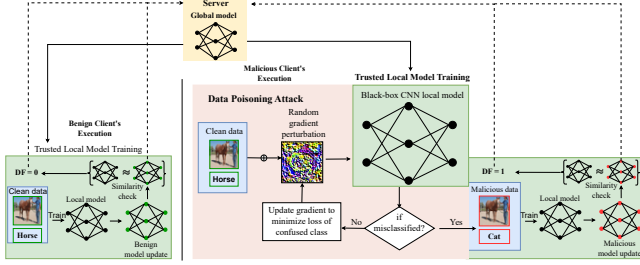 Server
Global model
Malicious Client's
Execution
Trusted Local Model Training
Data Poisoning Attack
Black-box CNN local model
Random
gradient
perturbation
Clean data
Horse
Benign Client's
Execution
Trusted Local Model Training
DF = 0
≈
Similarity
check
Clean data
Horse
Train
Local model
Benign
model update
Update gradient to
minimize loss of
confused class
No
if
misclassified?
Yes
DF = 1
≈
Similarity
check
Malicious data
Cat
Train
Local model
Malicious
model update